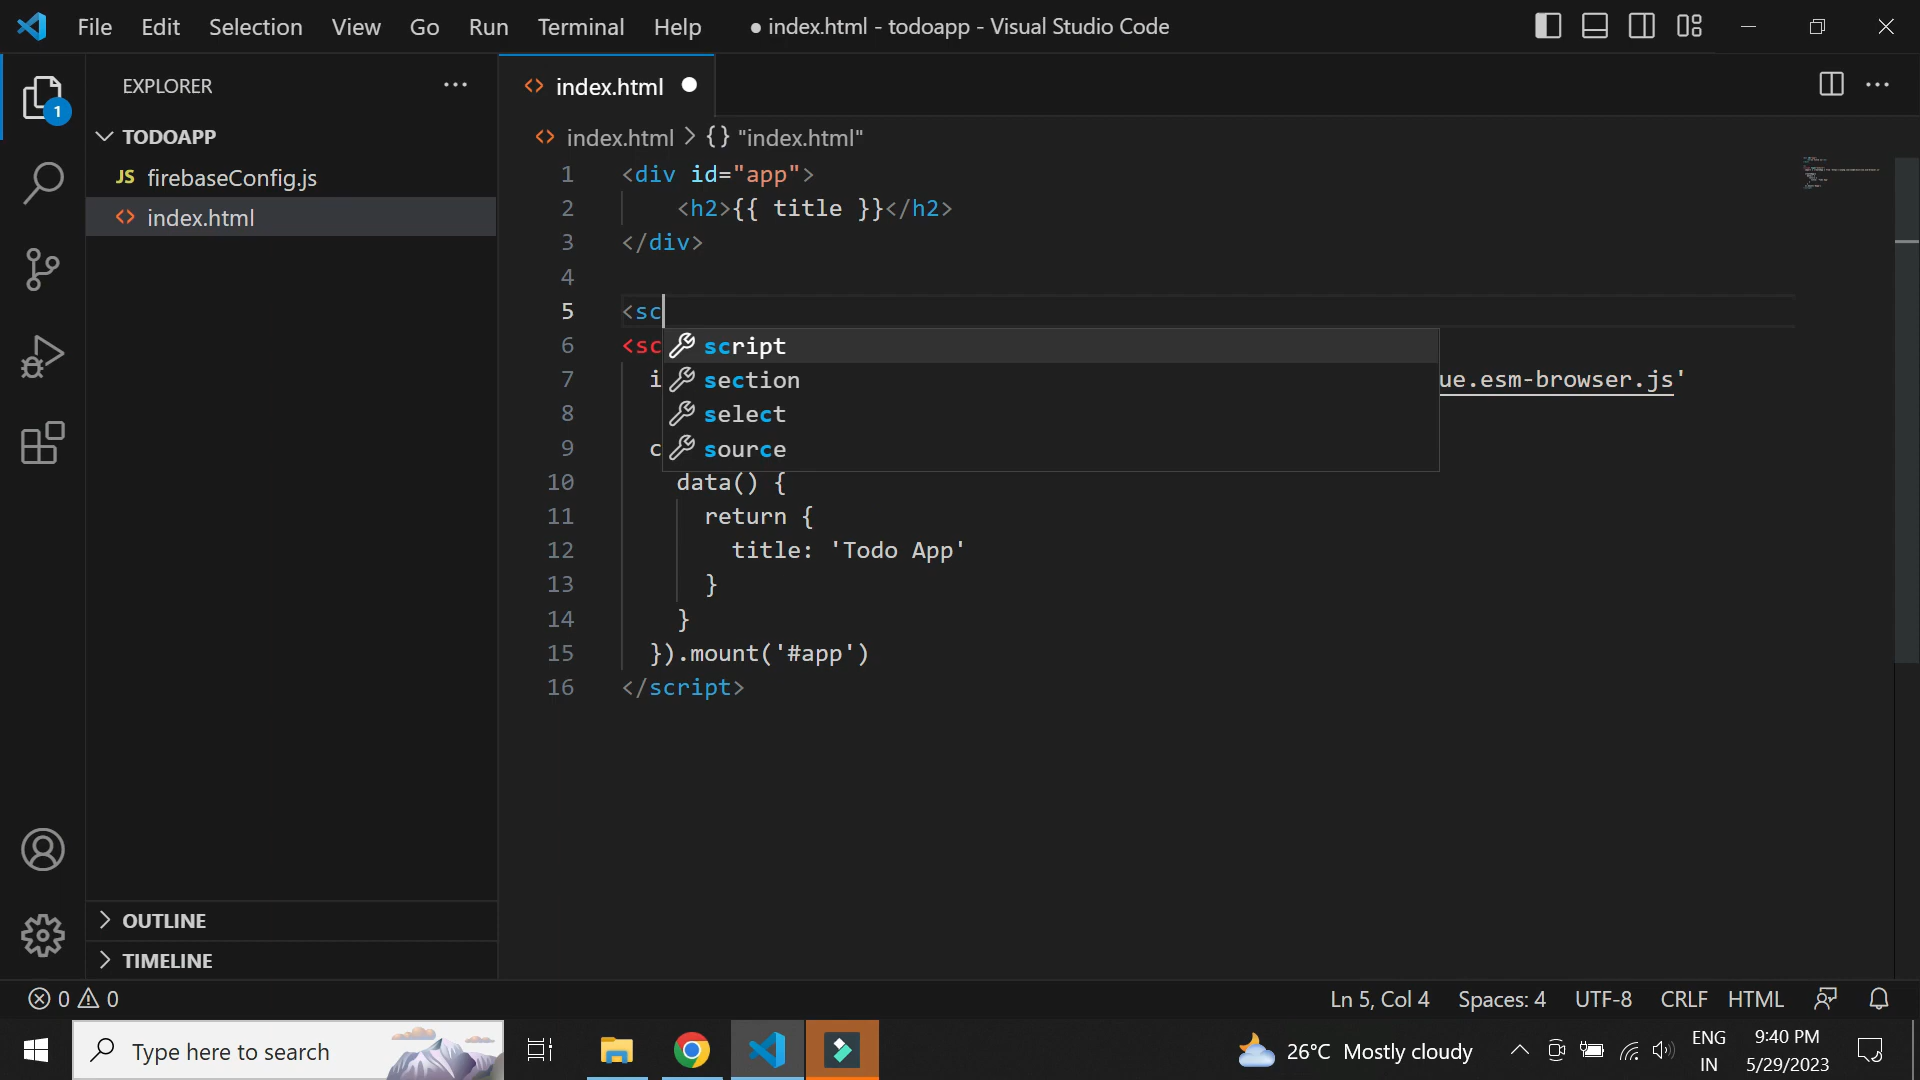 File Edit Selection View Go Run Terminal Help ● index.html - todoapp - Visual Studio Code
EXPLORER
1
TODOAPP
JS firebaseConfig.js
<> index.html
OUTLINE
TIMELINE
<> index.html ●
<> index.html > {} "index.html"
1 <div id="app">
2 <h2>{{ title }}</h2>
3 </div>
4
5 <sc
6 <sc
script
7 i ue.esm-browser.js'
section
8
select
9 c
source
10 data() {
11 return {
12 title: 'Todo App'
13 }
14 }
15 }).mount('#app')
16 </script>
0 0
Ln 5, Col 4 Spaces: 4 UTF-8 CRLF HTML
Type here to search
26°C Mostly cloudy
ENG
IN
9:40 PM
5/29/2023